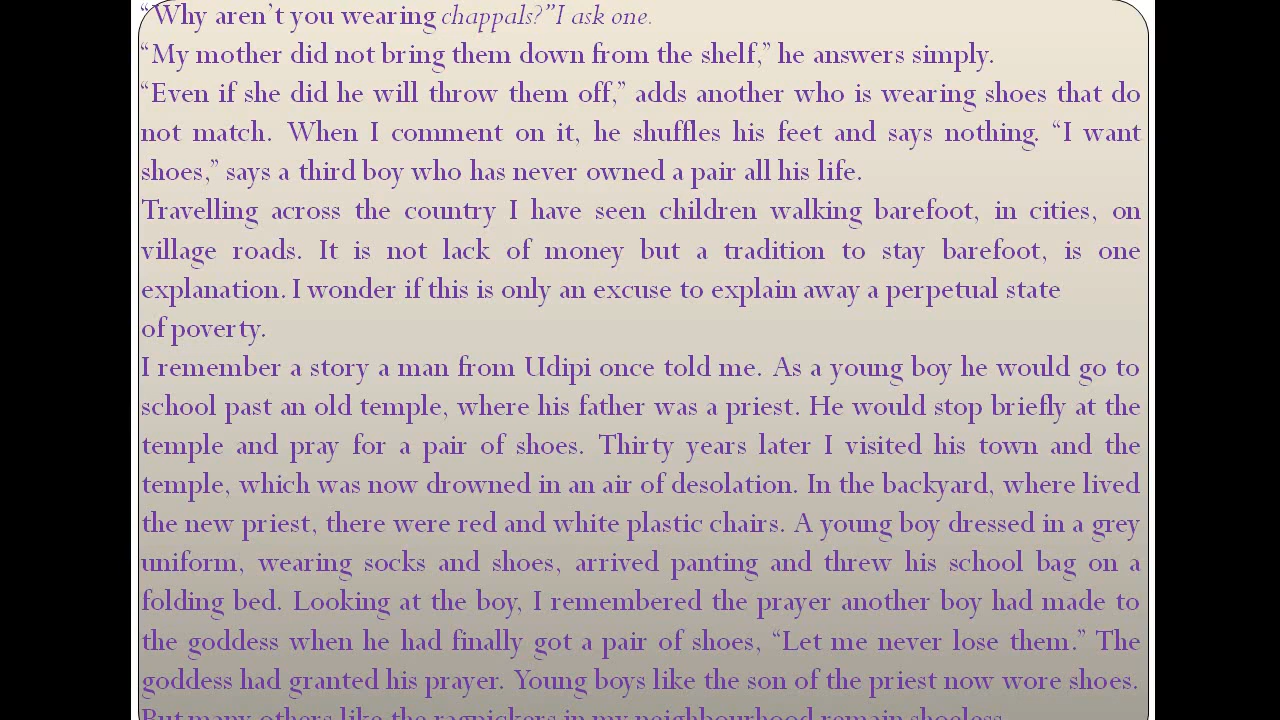 “Why aren’t you wearing chappals?”I ask one.
“My mother did not bring them down from the shelf,” he answers simply.
“Even if she did he will throw them off,” adds another who is wearing shoes that do
not match. When I comment on it, he shuffles his feet and says nothing. “I want
shoes,” says a third boy who has never owned a pair all his life.
Travelling across the country I have seen children walking barefoot, in cities, on
village roads. It is not lack of money but a tradition to stay barefoot, is one
explanation. I wonder if this is only an excuse to explain away a perpetual state
of poverty.
I remember a story a man from Udipi once told me. As a young boy he would go to
school past an old temple, where his father was a priest. He would stop briefly at the
temple and pray for a pair of shoes. Thirty years later I visited his town and the
temple, which was now drowned in an air of desolation. In the backyard, where lived
the new priest, there were red and white plastic chairs. A young boy dressed in a grey
uniform, wearing socks and shoes, arrived panting and threw his school bag on a
folding bed. Looking at the boy, I remembered the prayer another boy had made to
the goddess when he had finally got a pair of shoes, “Let me never lose them.” The
goddess had granted his prayer. Young boys like the son of the priest now wore shoes.
But many others like the ragpickers in my neighbourhood remain shoeless.